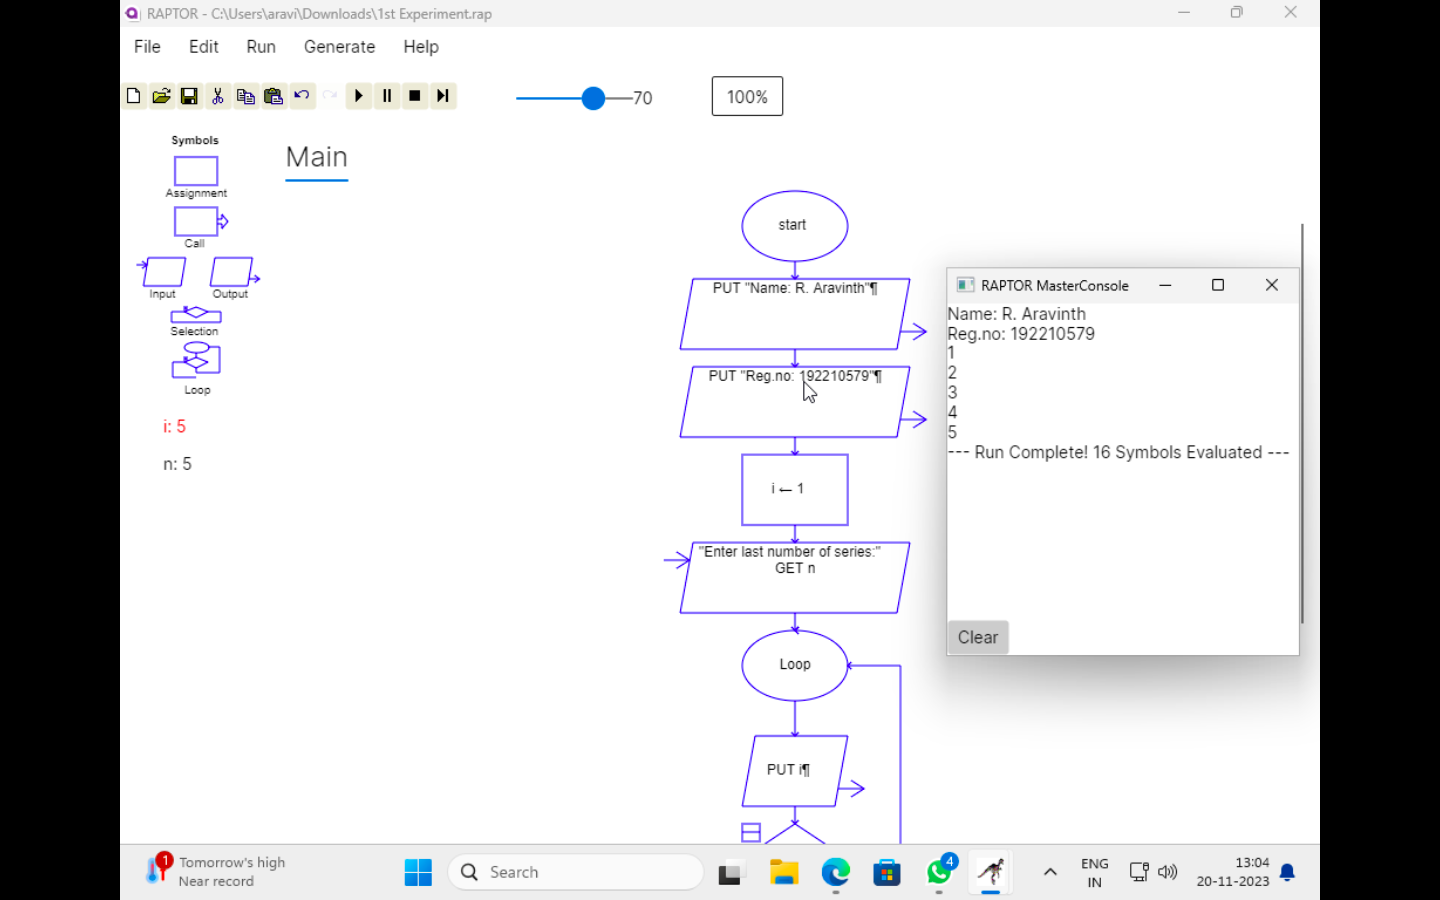 RAPTOR - C:\Users\aravi\Downloads\1st Experiment.rap
File Edit Run Generate Help
70
100%
Symbols
Assignment
Call
Input Output
Selection
Loop
i: 5
n: 5
Main
start
PUT "Name: R. Aravinth"¶
PUT "Reg.no: 192210579"¶
i ← 1
"Enter last number of series:"
GET n
Loop
PUT i¶
RAPTOR MasterConsole
Name: R. Aravinth
Reg.no: 192210579
1
2
3
4
5
--- Run Complete! 16 Symbols Evaluated ---
Clear
1
Tomorrow's high
Near record
Search
4
ENG
IN
13:04
20-11-2023